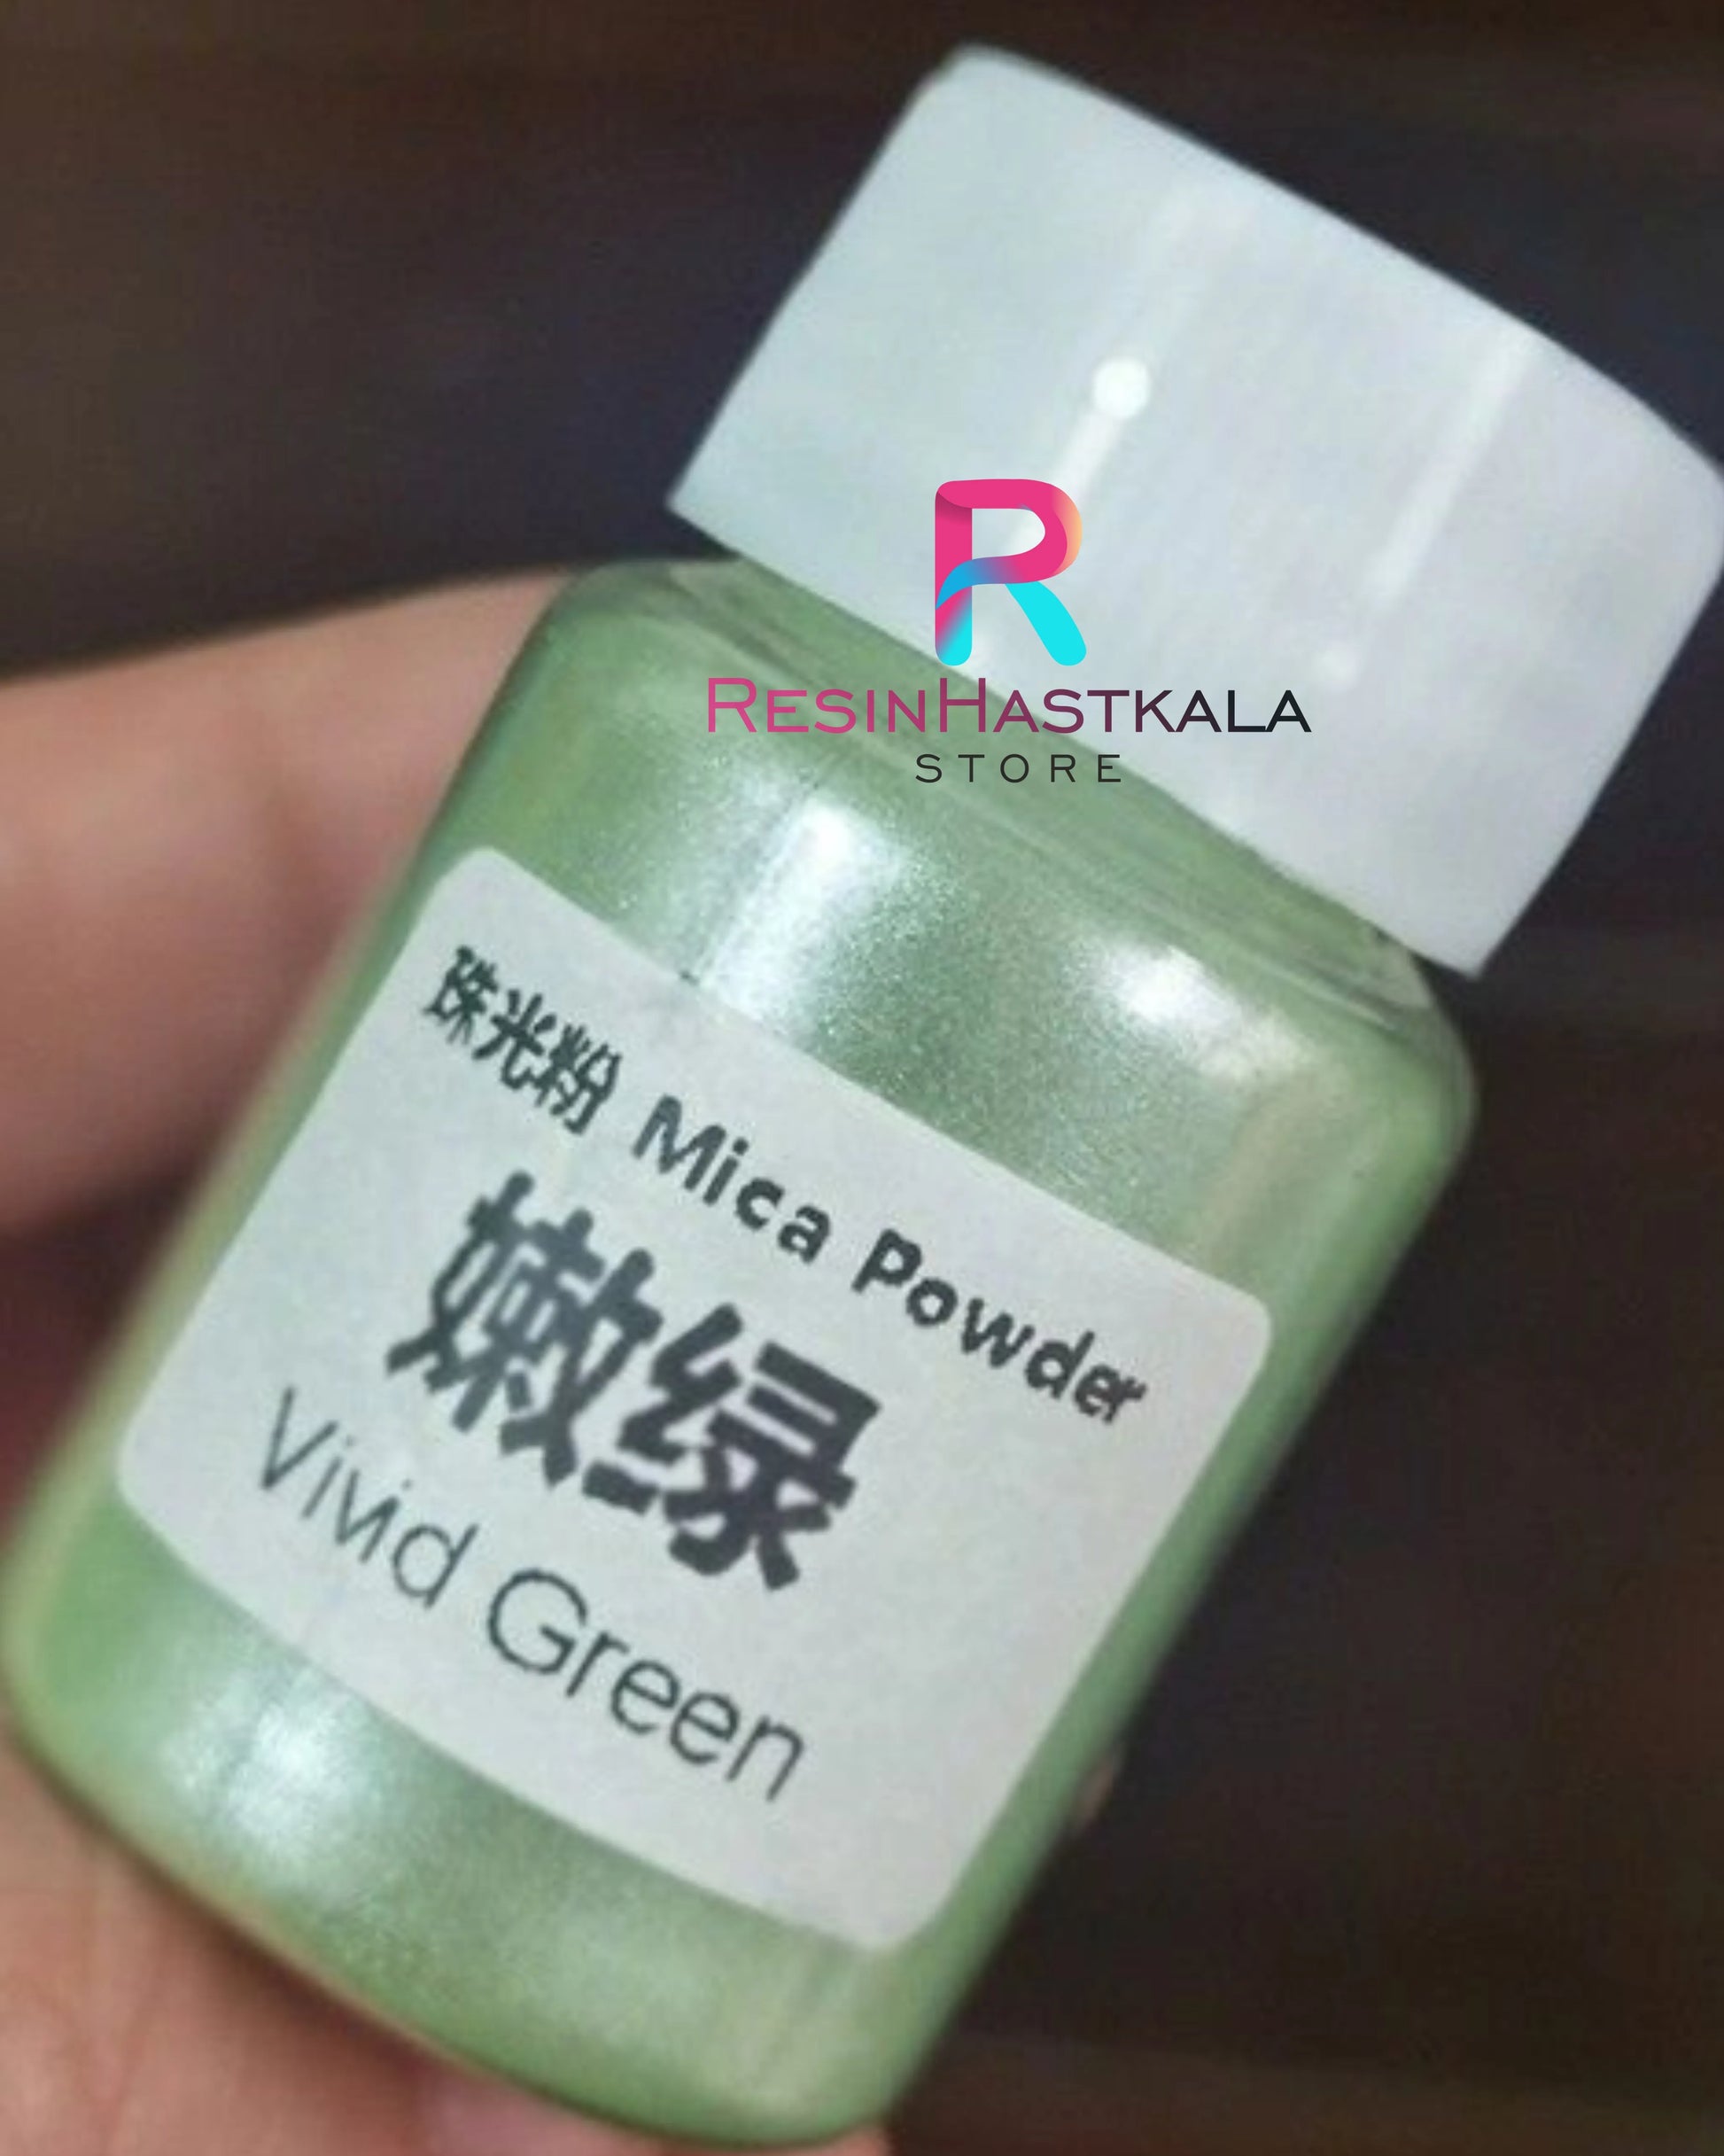 R
RESINHASTKALA
STORE
珠光粉 Mica Powder
嫩绿
Vivid Green